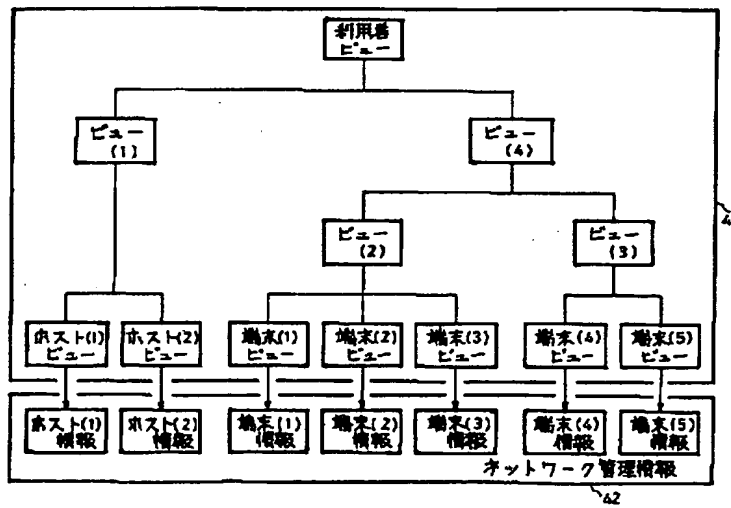 利用者
ビュー
ビュー
(1)
ビュー
(4)
ビュー
(2)
ビュー
(3)
ホスト(1)
ビュー
ホスト(2)
ビュー
端末(1)
ビュー
端末(2)
ビュー
端末(3)
ビュー
端末(4)
ビュー
端末(5)
ビュー
ホスト(1)
情報
ホスト(2)
情報
端末(1)
情報
端末(2)
情報
端末(3)
情報
端末(4)
情報
端末(5)
情報
ネットワーク管理情報
42